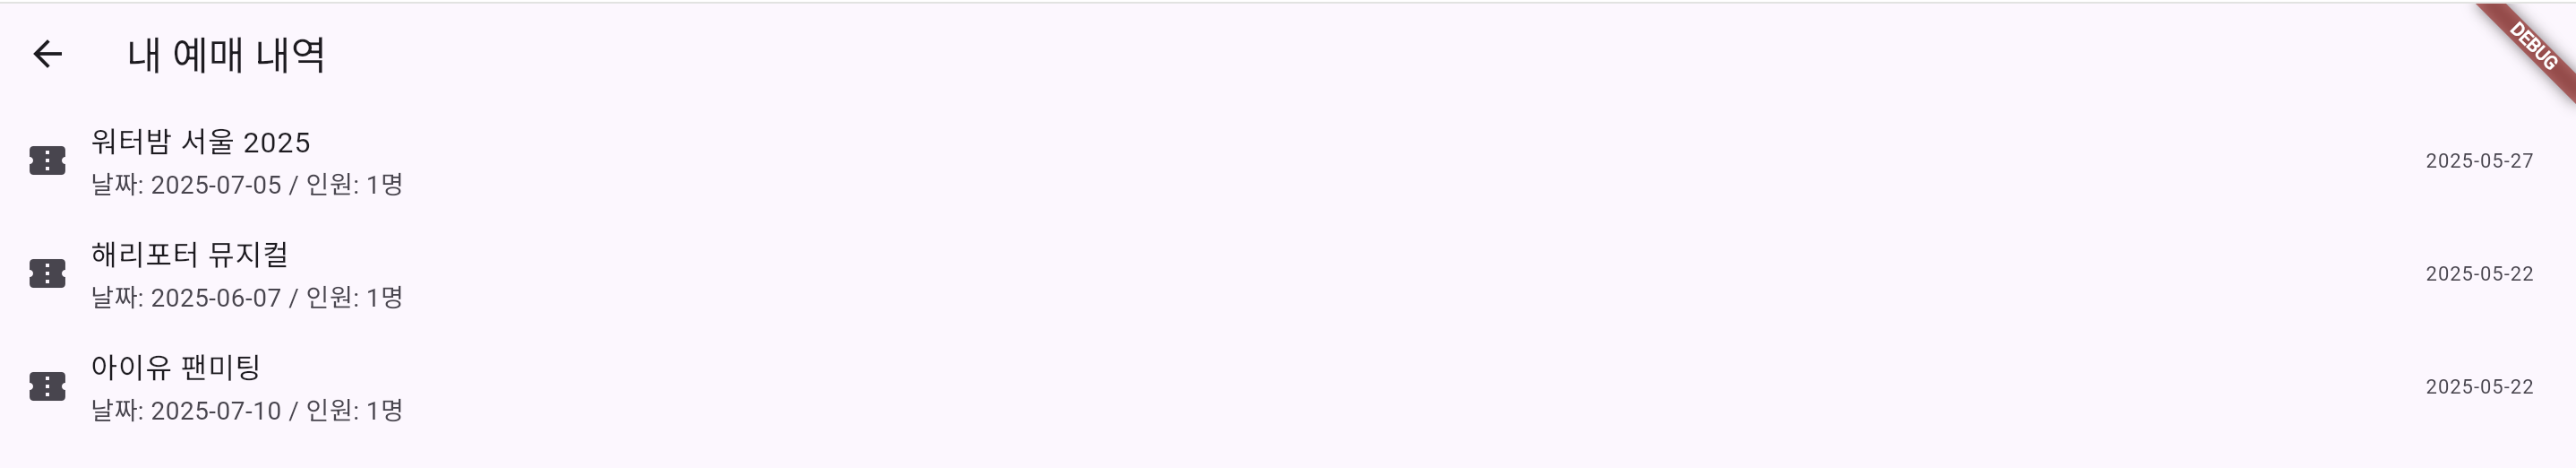 내 예매 내역
DEBUG
워터밤 서울 2025
날짜: 2025-07-05 / 인원: 1명
2025-05-27
해리포터 뮤지컬
날짜: 2025-06-07 / 인원: 1명
2025-05-22
아이유 팬미팅
날짜: 2025-07-10 / 인원: 1명
2025-05-22